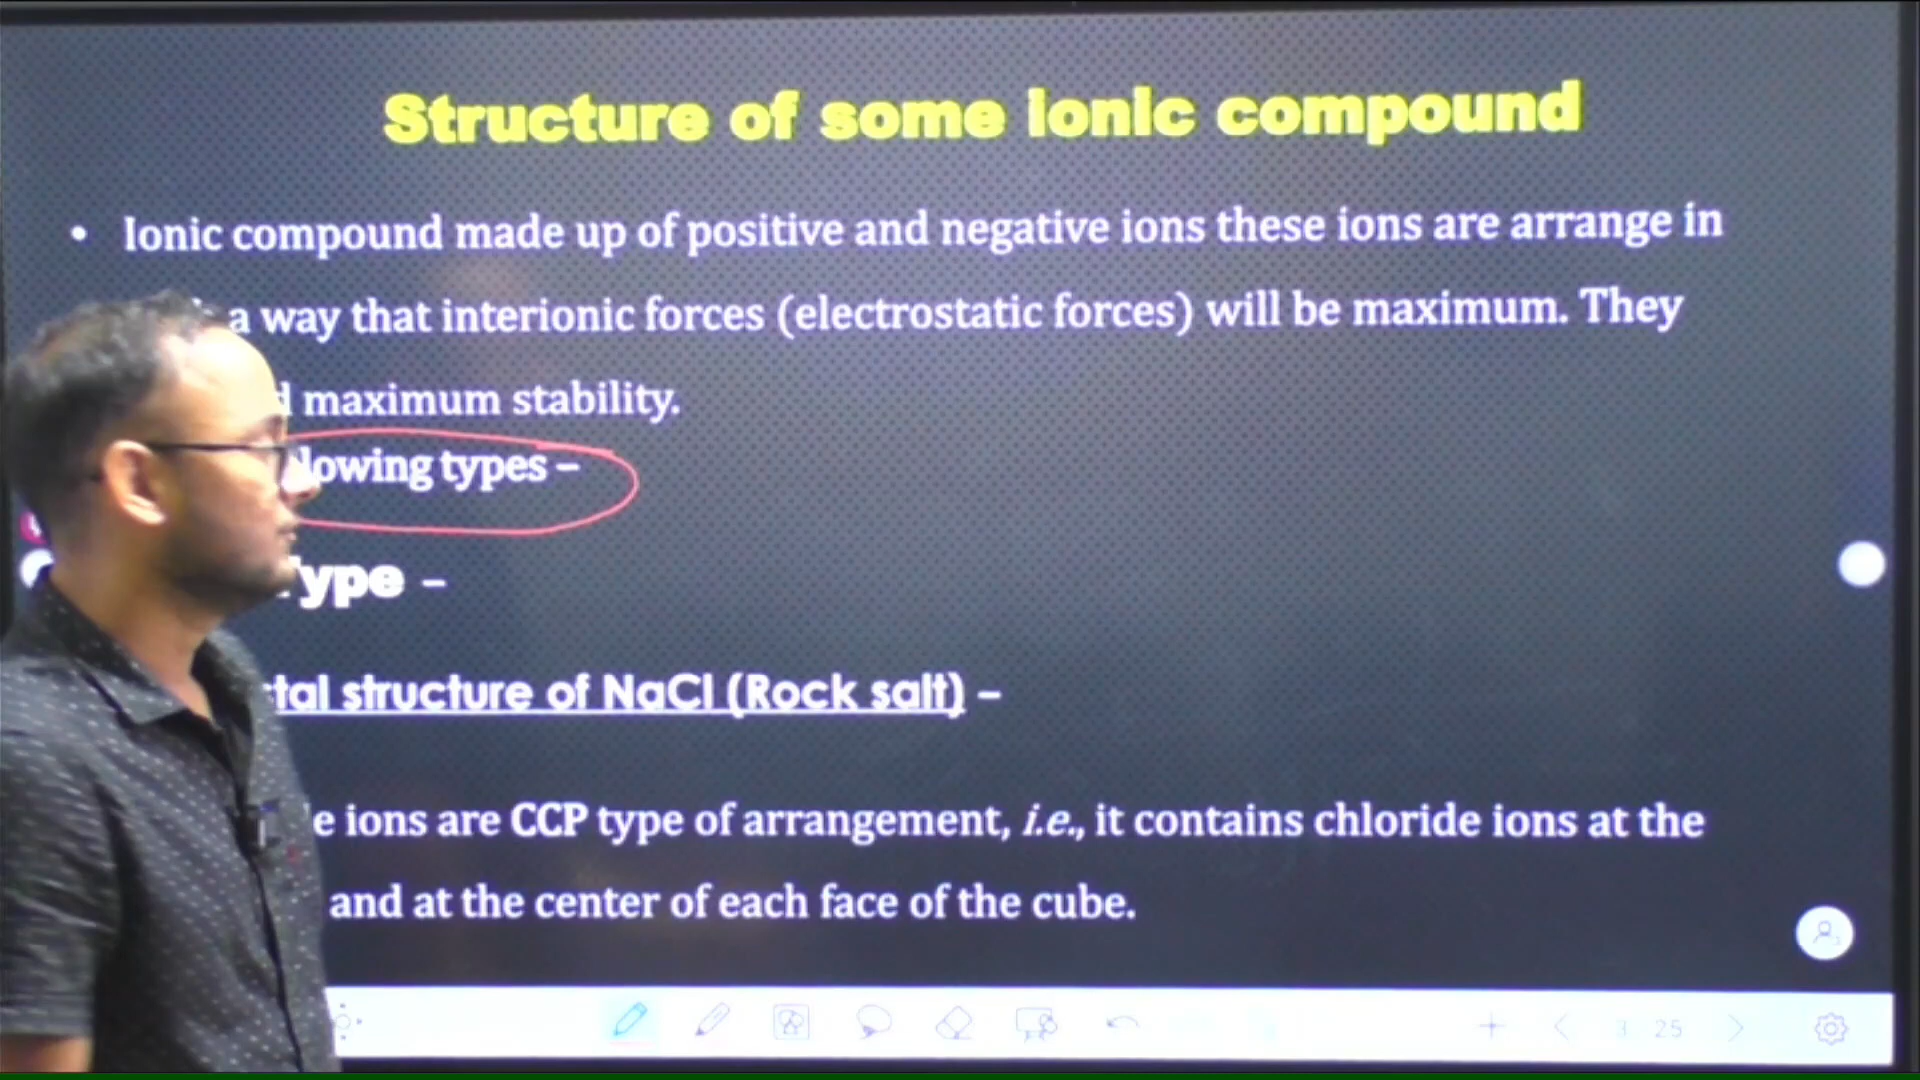 Structure of some ionic compound
• Ionic compound made up of positive and negative ions these ions are arrange in
a way that interionic forces (electrostatic forces) will be maximum. They
maximum stability.
lowing types –
Type –
tal structure of NaCl (Rock salt) –
e ions are CCP type of arrangement, i.e., it contains chloride ions at the
and at the center of each face of the cube.
3 25